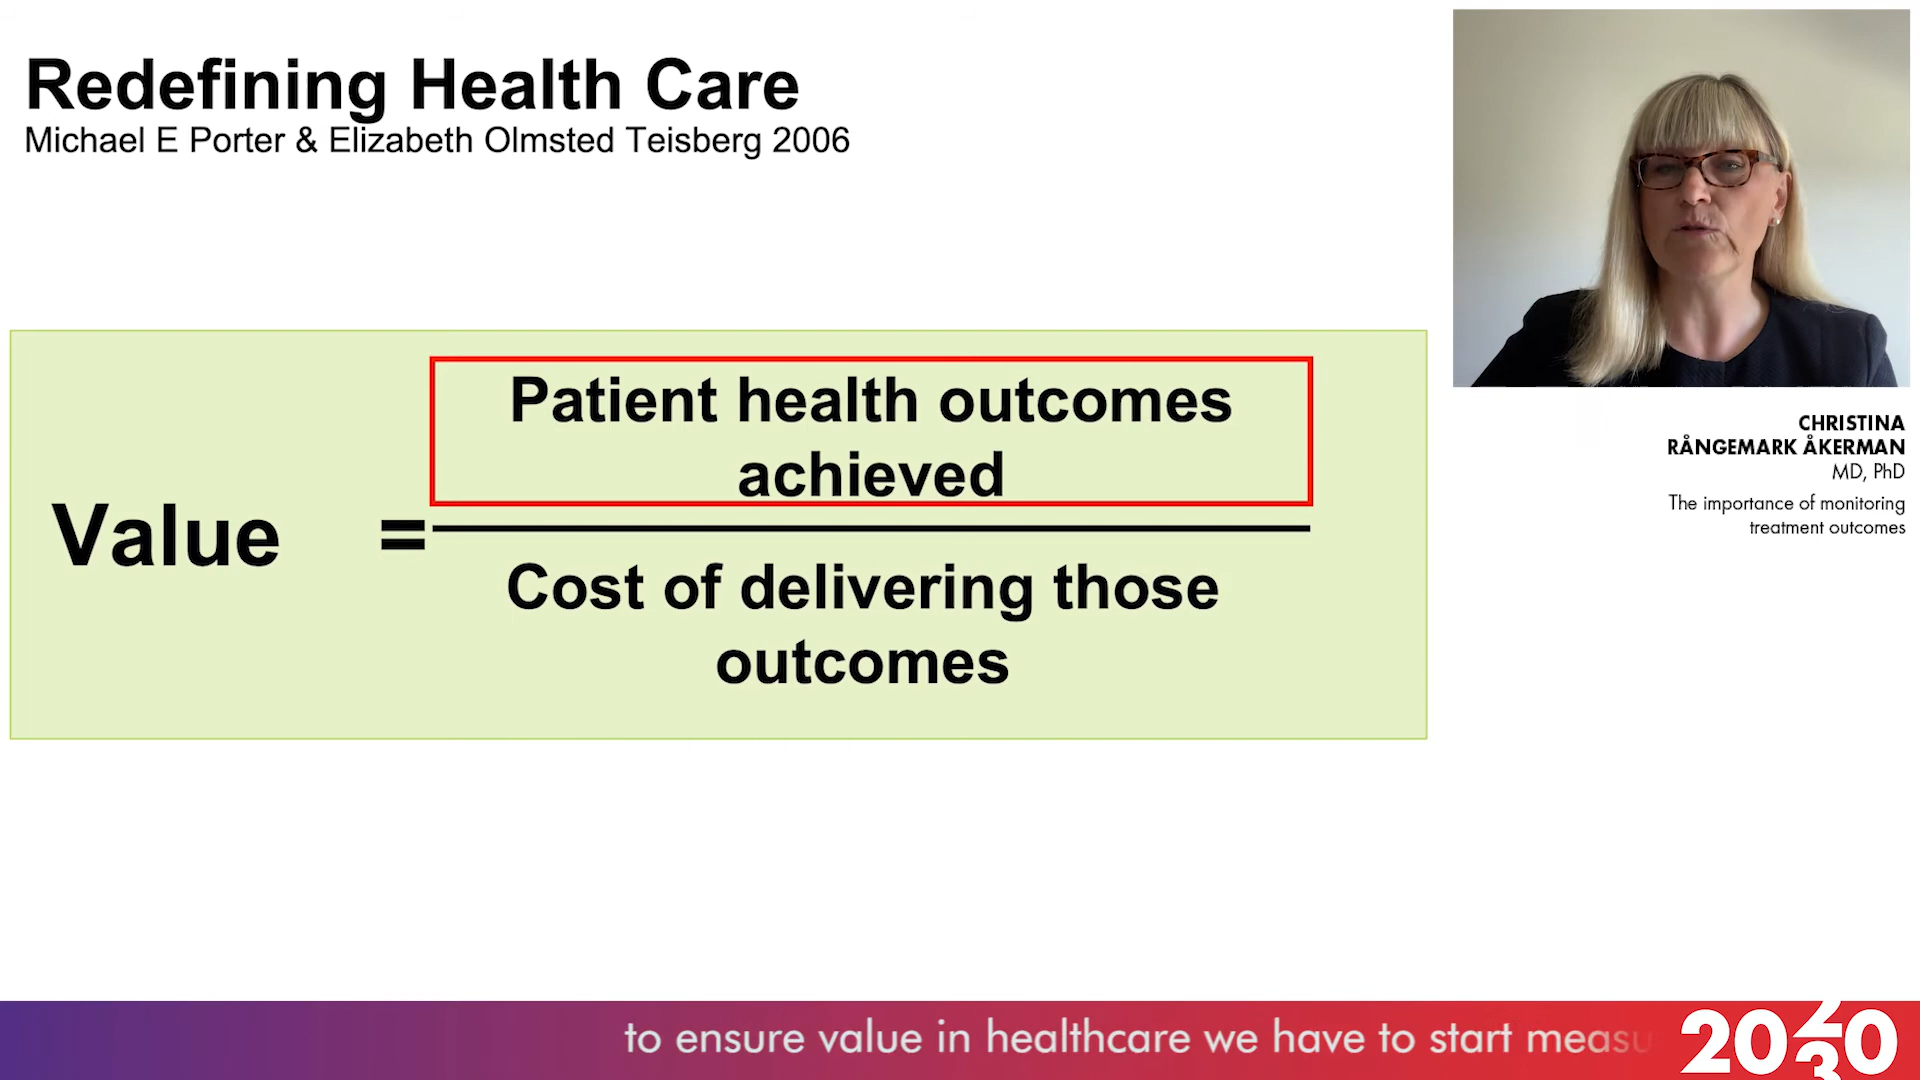 Redefining Health Care
Michael E Porter & Elizabeth Olmsted Teisberg 2006
Patient health outcomes
achieved
Value =
Cost of delivering those
outcomes
CHRISTINA
RÅNGEMARK ÅKERMAN
MD, PhD
The importance of monitoring
treatment outcomes
to ensure value in healthcare we have to start measu